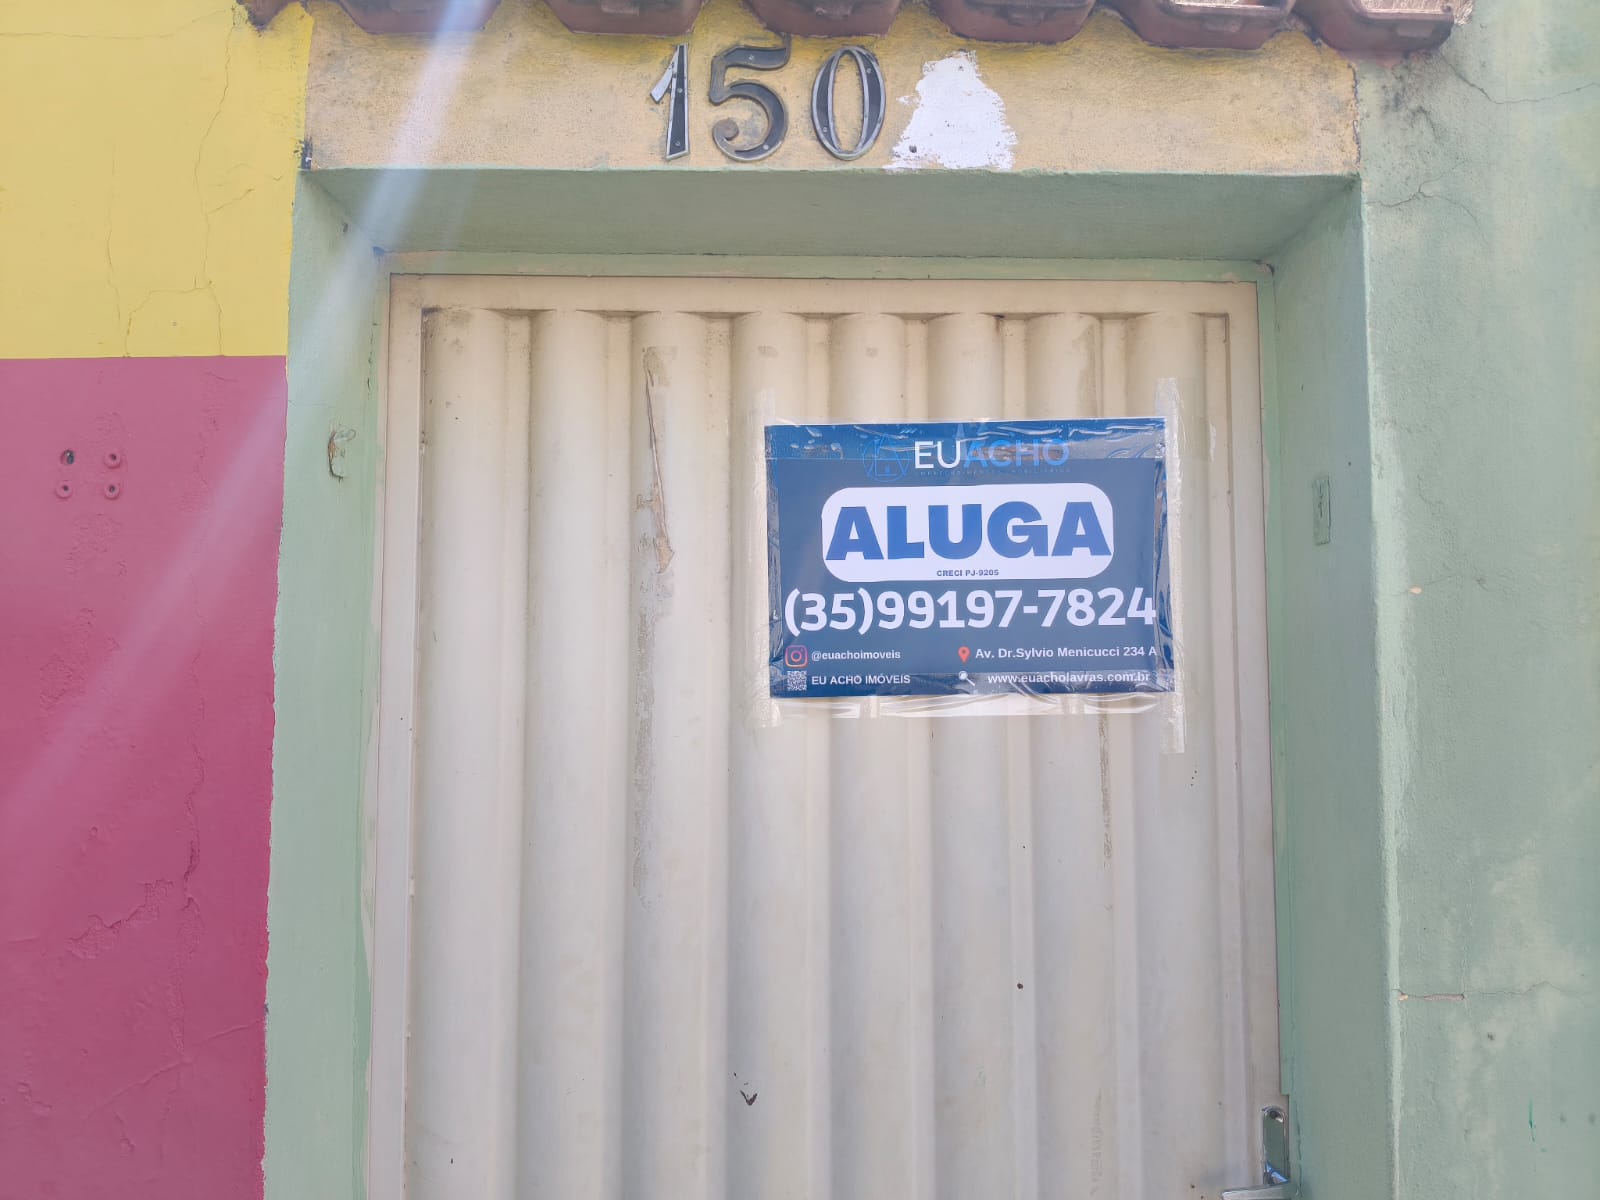 150
EUACHO
ALUGA
CRECI PJ-9205
(35)99197-7824
@euachoimoveis
Av. Dr.Sylvio Menicucci 234 A
EU ACHO IMÓVEIS
www.euacholavras.com.br